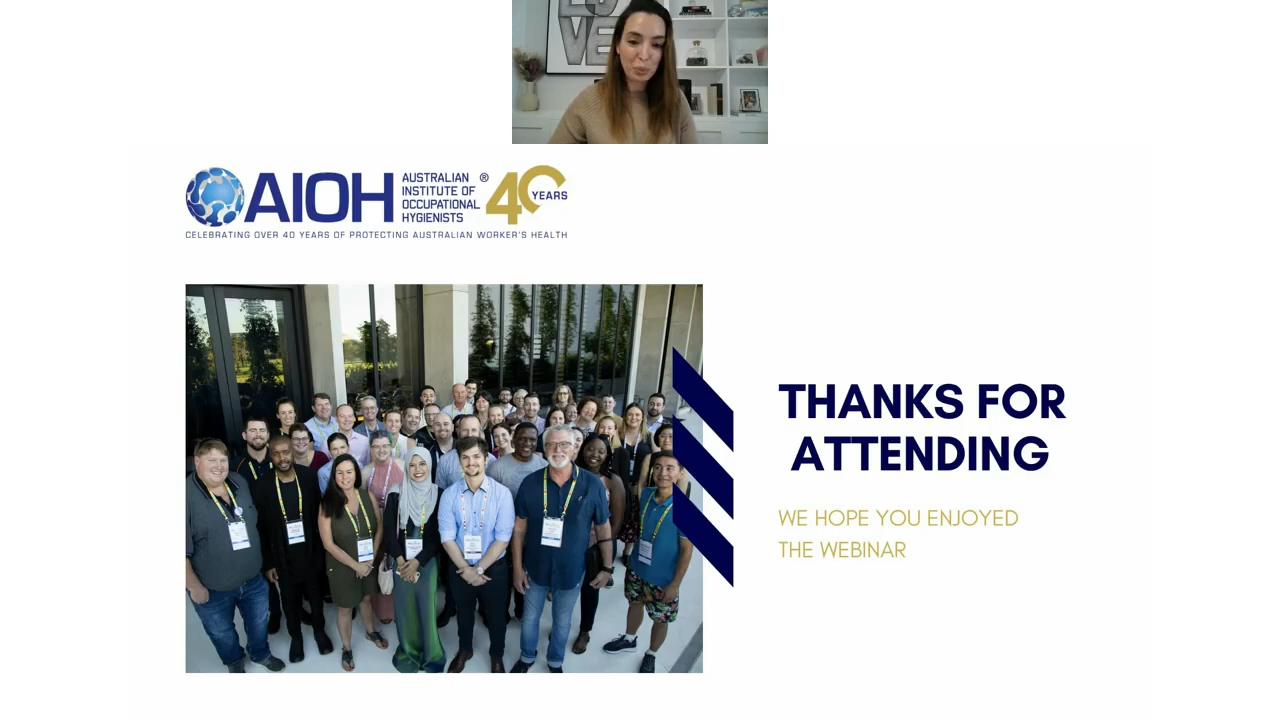 LOVE
AIOH
AUSTRALIAN
INSTITUTE OF
OCCUPATIONAL
HYGIENISTS
®
40
YEARS
CELEBRATING OVER 40 YEARS OF PROTECTING AUSTRALIAN WORKER'S HEALTH
THANKS FOR
ATTENDING
WE HOPE YOU ENJOYED
THE WEBINAR